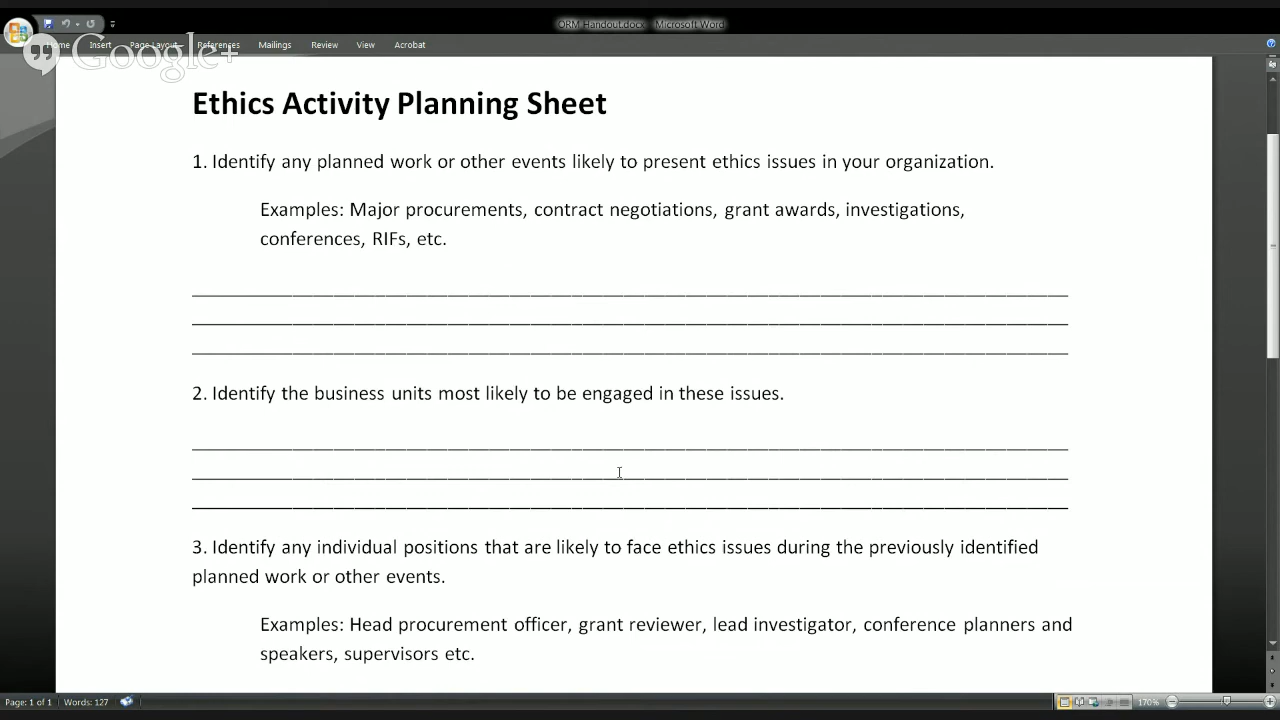 ORM Handout.docx - Microsoft Word
Home Insert Page Layout References Mailings Review View Acrobat
Google+
Ethics Activity Planning Sheet
1. Identify any planned work or other events likely to present ethics issues in your organization.
Examples: Major procurements, contract negotiations, grant awards, investigations,
conferences, RIFs, etc.
2. Identify the business units most likely to be engaged in these issues.
3. Identify any individual positions that are likely to face ethics issues during the previously identified
planned work or other events.
Examples: Head procurement officer, grant reviewer, lead investigator, conference planners and
speakers, supervisors etc.
Page: 1 of 1 Words: 127 170%